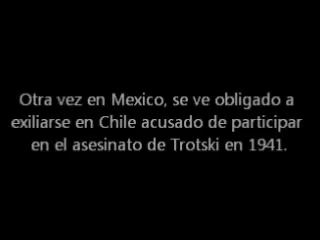 Otra vez en Mexico, se ve obligado a
exiliarse en Chile acusado de participar
en el asesinato de Trotski en 1941.